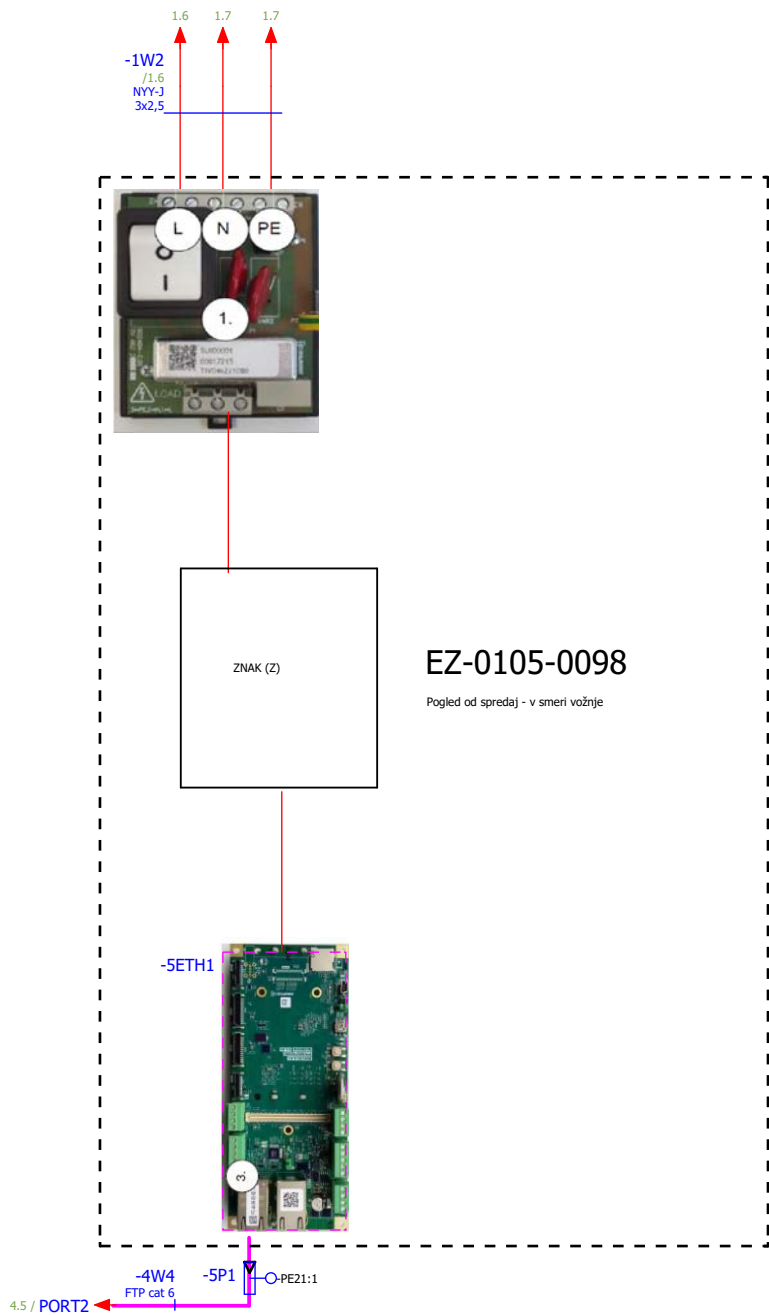 1.6 1.7 1.7
-1W2
/1.6
NYY-J
3x2,5
L N PE
O
I
1.
LOAD
ZNAK (Z)
EZ-0105-0098
Pogled od spredaj - v smeri vožnje
-5ETH1
3.
-4W4
FTP cat 6
-5P1
-PE21:1
4.5 / PORT2